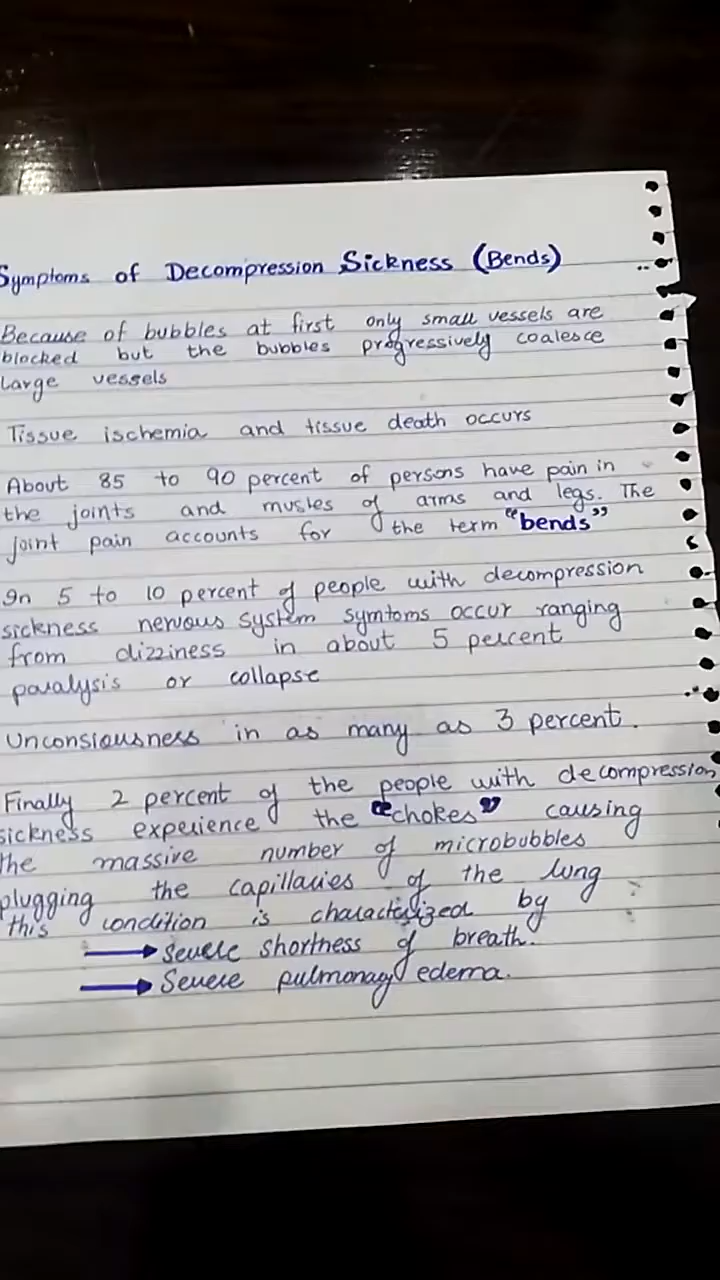 Symptoms of Decompression Sickness (Bends)
Because of bubbles at first only small vessels are
blocked but the bubbles progressively coalesce
large vessels
Tissue ischemia and tissue death occurs
About 85 to 90 percent of persons have pain in
the joints and musles of arms and legs. The
joint pain accounts for the term "bends"
In 5 to 10 percent of people with decompression
sickness nervous system symtoms occur ranging
from dizziness in about 5 percent
paralysis or collapse
Unconsiousness in as many as 3 percent.
Finally 2 percent of the people with decompression
sickness experience the "chokes" causing
the massive number of microbubbles
plugging the capillaries of the lung
this condition is characterized by
→ Severe shortness of breath.
→ Severe pulmonary edema.